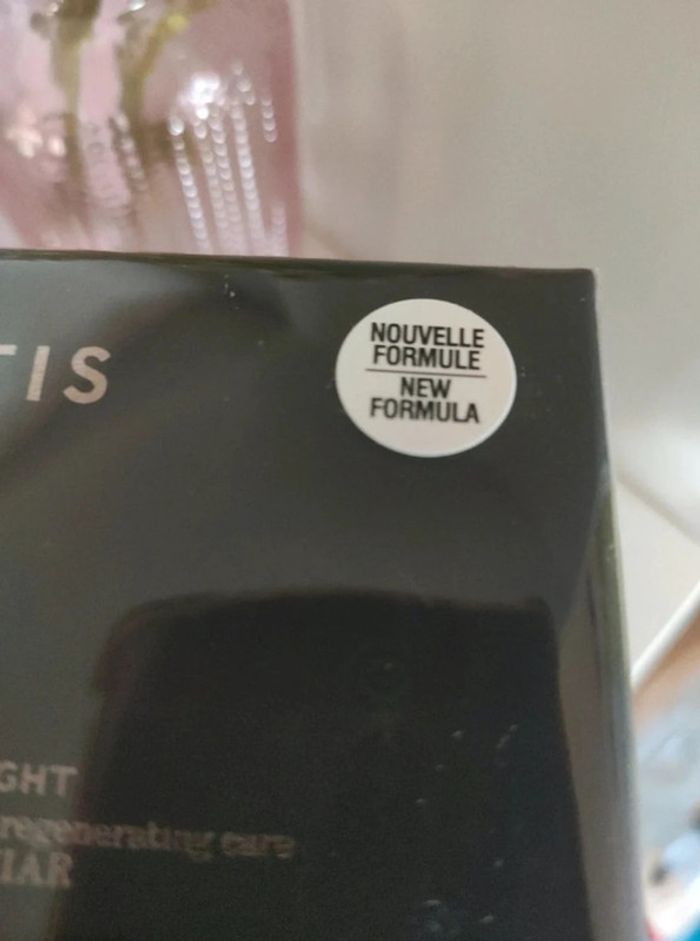 TIS
NOUVELLE
FORMULE
NEW
FORMULA
GHT
regenerating care
IAR